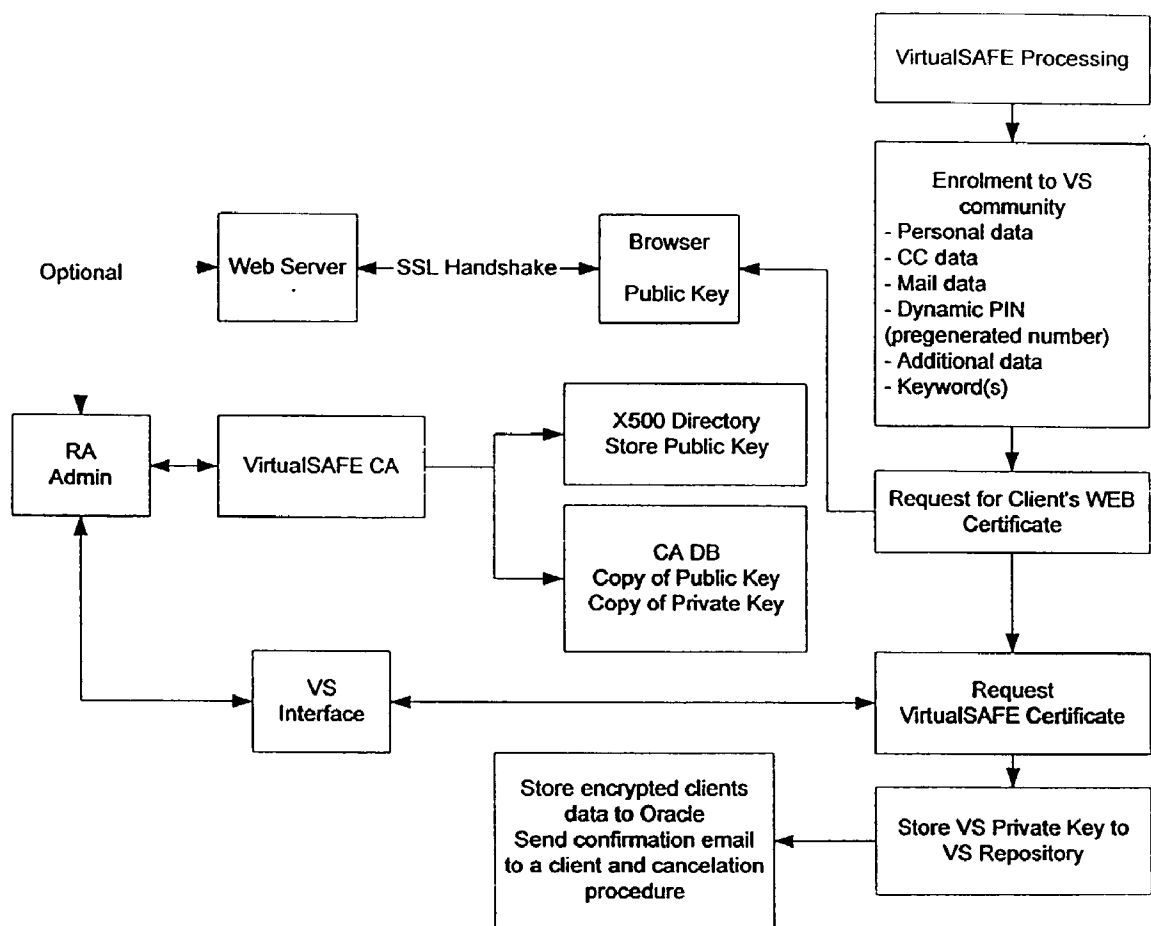 VirtualSAFE Processing
Enrolment to VS
community
- Personal data
- CC data
- Mail data
- Dynamic PIN
(pregenerated number)
- Additional data
- Keyword(s)
Optional
Web Server
SSL Handshake
Browser
Public Key
RA
Admin
VirtualSAFE CA
X500 Directory
Store Public Key
Request for Client's WEB
Certificate
CA DB
Copy of Public Key
Copy of Private Key
VS
Interface
Request
VirtualSAFE Certificate
Store encrypted clients
data to Oracle
Send confirmation email
to a client and cancelation
procedure
Store VS Private Key to
VS Repository